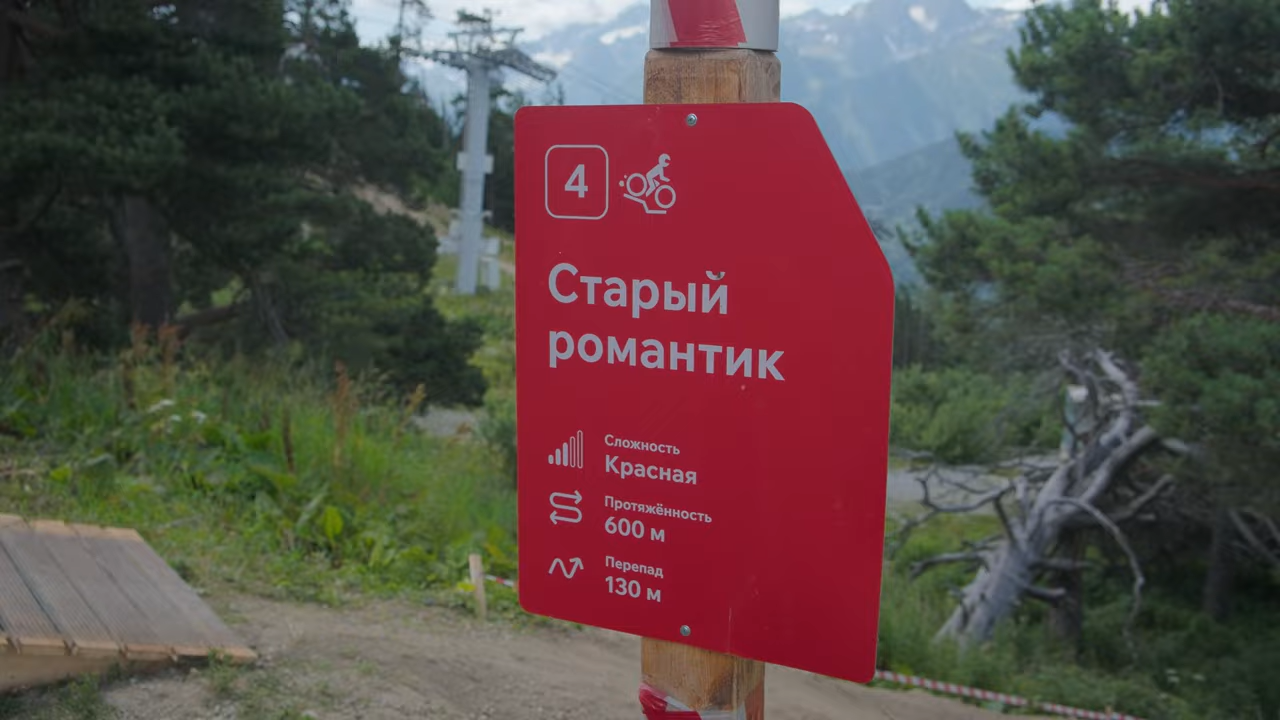 4
Старый
романтик
Сложность
Красная
Протяжённость
600 м
Перепад
130 м